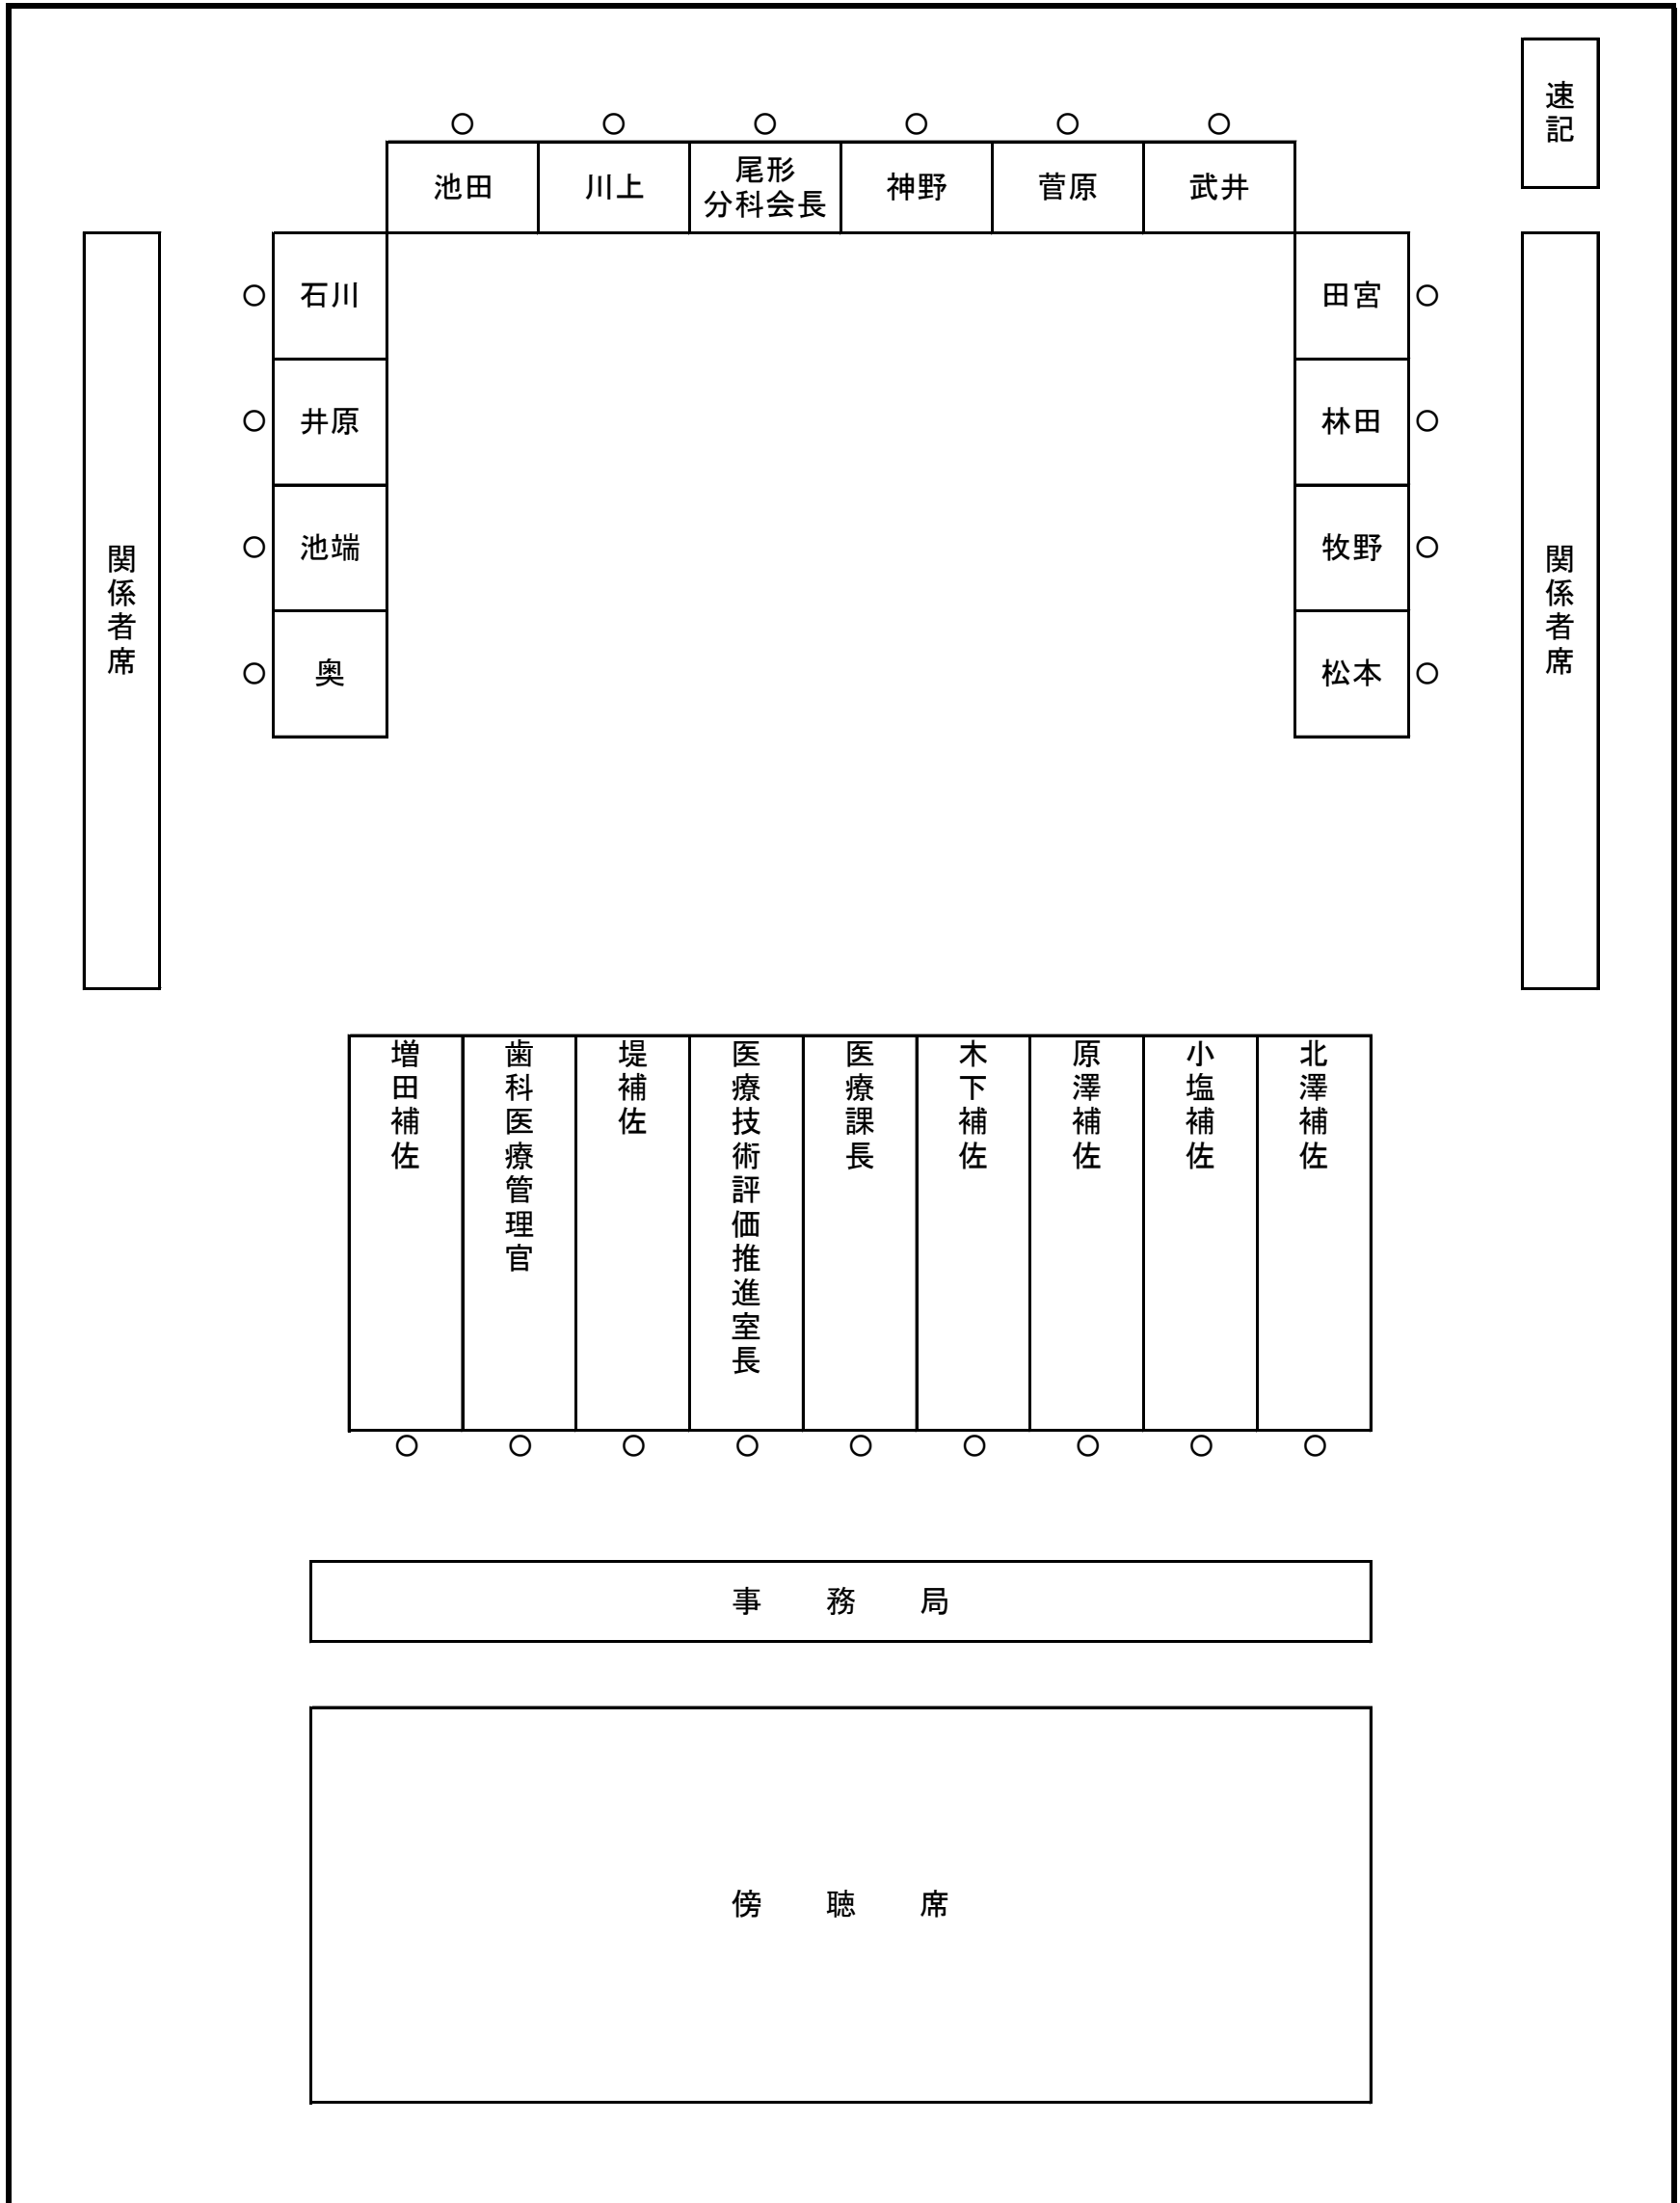 速記
池田
川上
尾形
分科会長
神野
菅原
武井
石川
井原
池端
奥
田宮
林田
牧野
松本
関係者席
関係者席
増田補佐
歯科医療管理官
堤補佐
医療技術評価推進室長
医療課長
木下補佐
原澤補佐
小塩補佐
北澤補佐
事　務　局
傍　聴　席